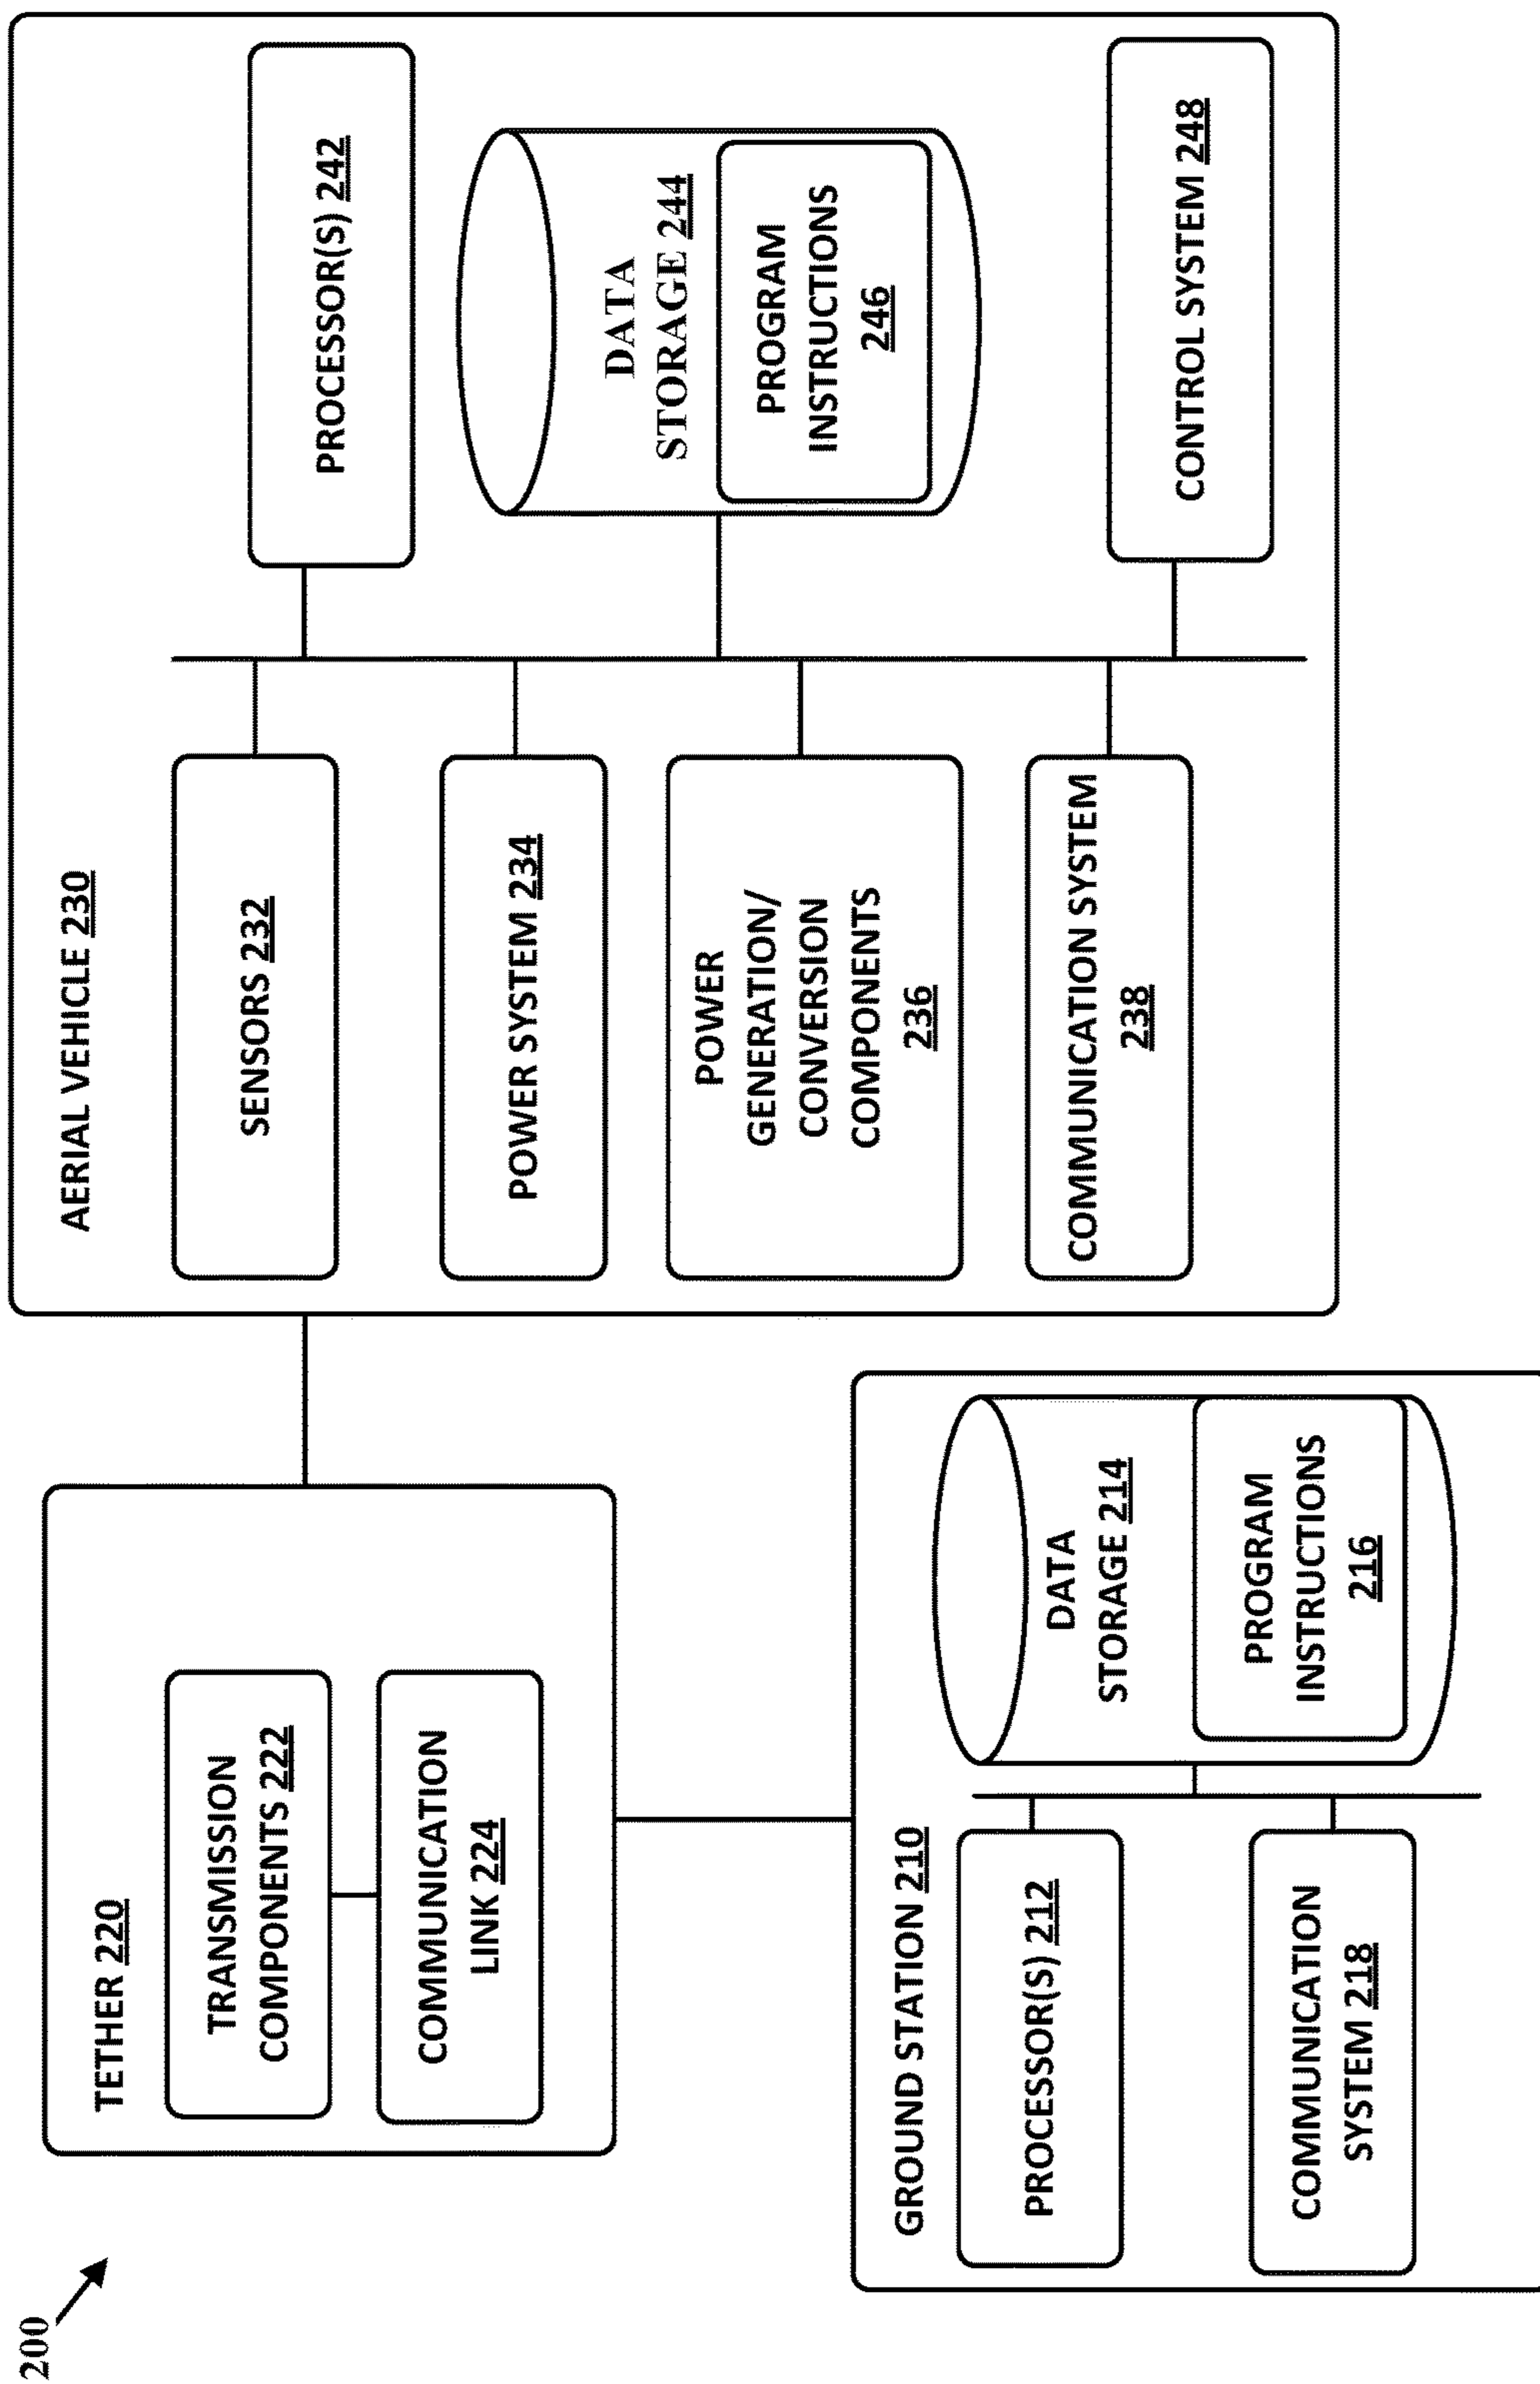 200
TETHER 220
TRANSMISSION
COMPONENTS 222
COMMUNICATION
LINK 224
GROUND STATION 210
PROCESSOR(S) 212
COMMUNICATION
SYSTEM 218
DATA
STORAGE 214
PROGRAM
INSTRUCTIONS
216
AERIAL VEHICLE 230
SENSORS 232
POWER SYSTEM 234
POWER
GENERATION/
CONVERSION
COMPONENTS
236
COMMUNICATION SYSTEM
238
PROCESSOR(S) 242
DATA
STORAGE 244
PROGRAM
INSTRUCTIONS
246
CONTROL SYSTEM 248